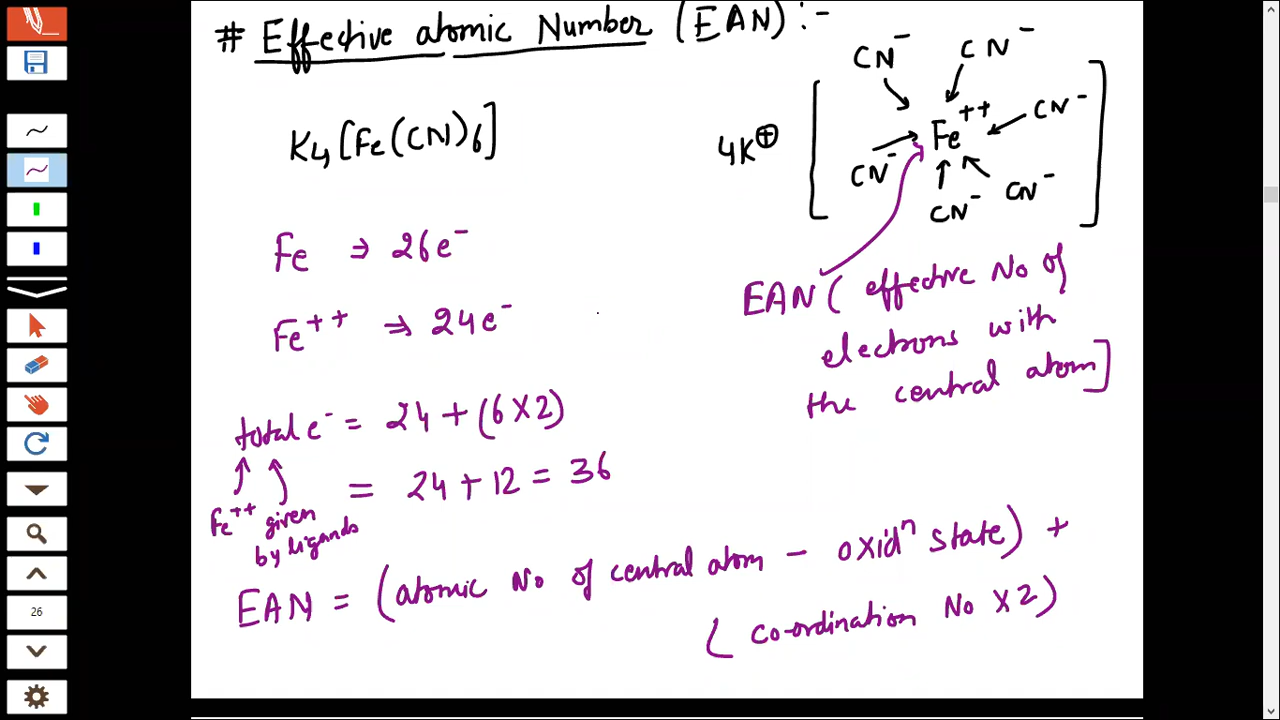 # Effective atomic Number (EAN) :-
K4[Fe(CN)6]
4K⊕ [Fe++
CN- CN-
CN-
CN-
CN- CN-
]
Fe ⇒ 26e-
Fe++ ⇒ 24e-
EAN ( effective No of
electrons with
the central atom]
total e- = 24 + (6 X 2)
= 24 + 12 = 36
Fe++ given
by ligands
EAN = (atomic No of central atom - oxidn state) +
( co-ordination No X 2)
26